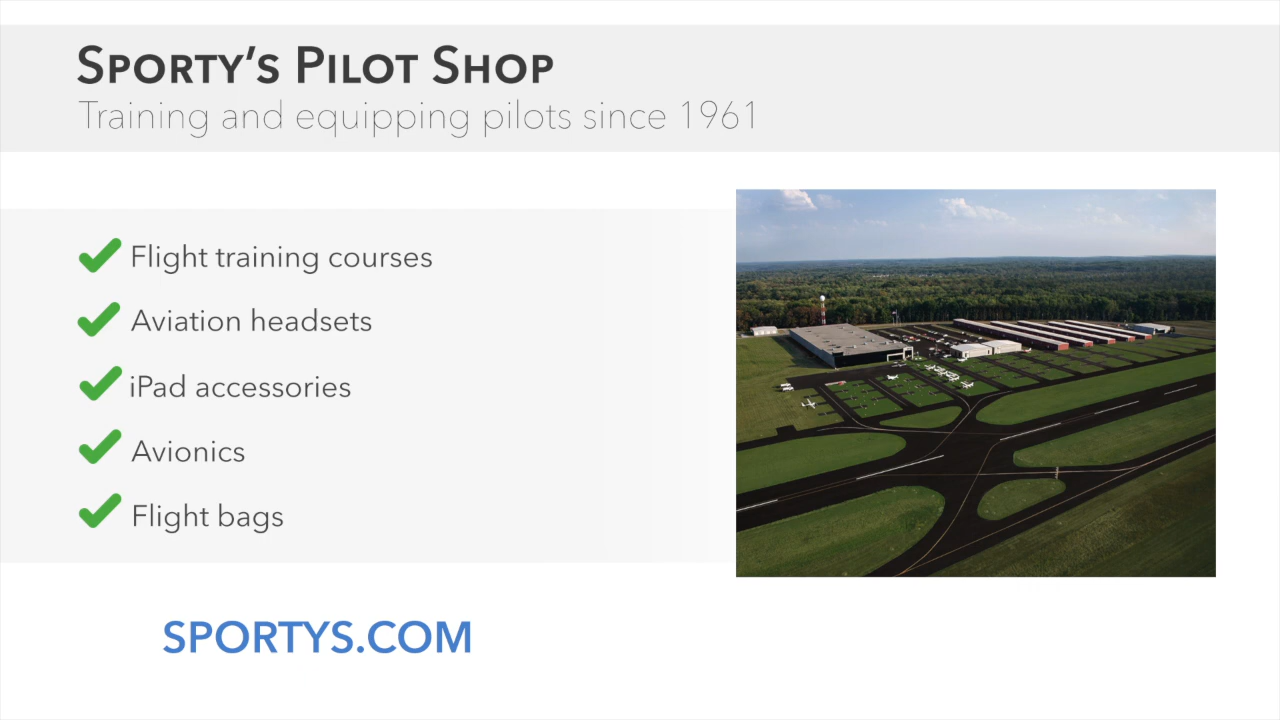 Sporty's Pilot Shop
Training and equipping pilots since 1961
Flight training courses
Aviation headsets
iPad accessories
Avionics
Flight bags
SPORTYS.COM